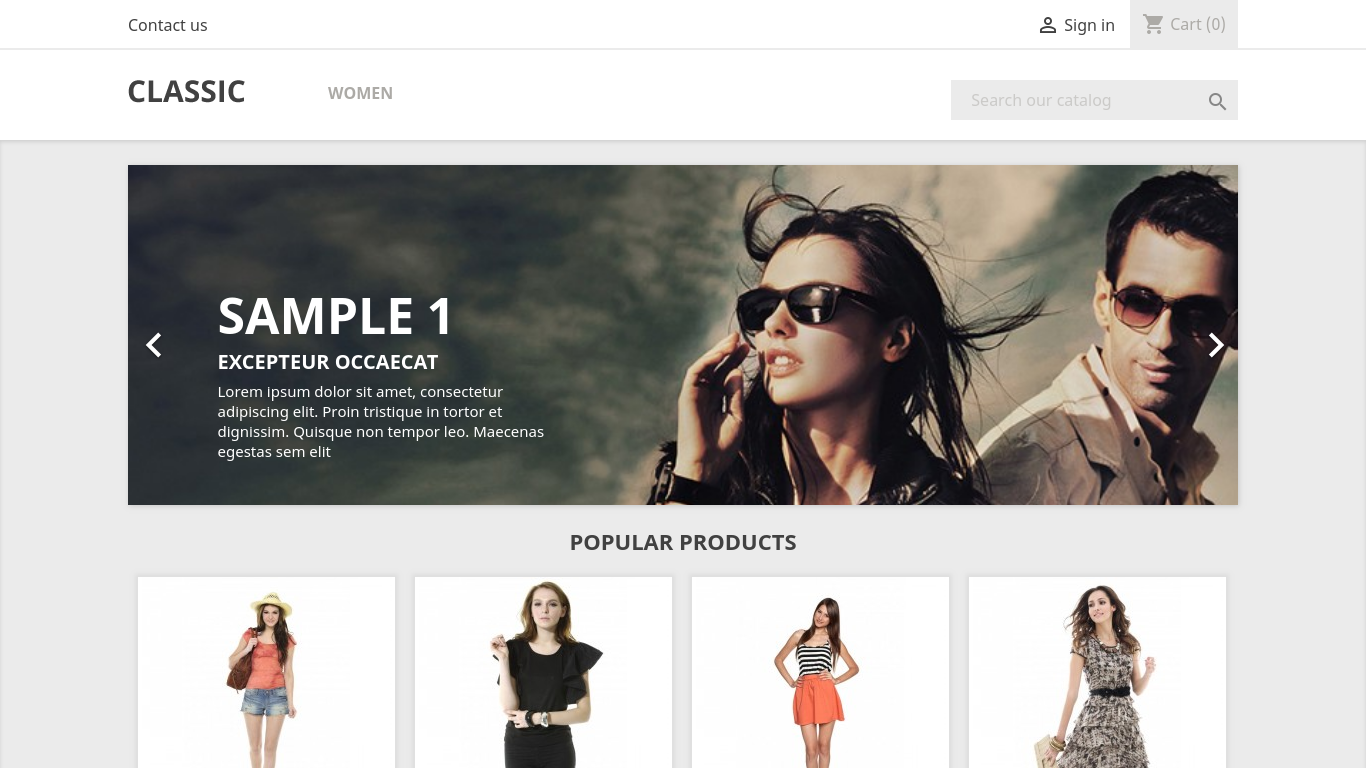 Contact us
Sign in
Cart (0)
CLASSIC
WOMEN
Search our catalog
SAMPLE 1
EXCEPTEUR OCCAECAT
Lorem ipsum dolor sit amet, consectetur
adipiscing elit. Proin tristique in tortor et
dignissim. Quisque non tempor leo. Maecenas
egestas sem elit
POPULAR PRODUCTS